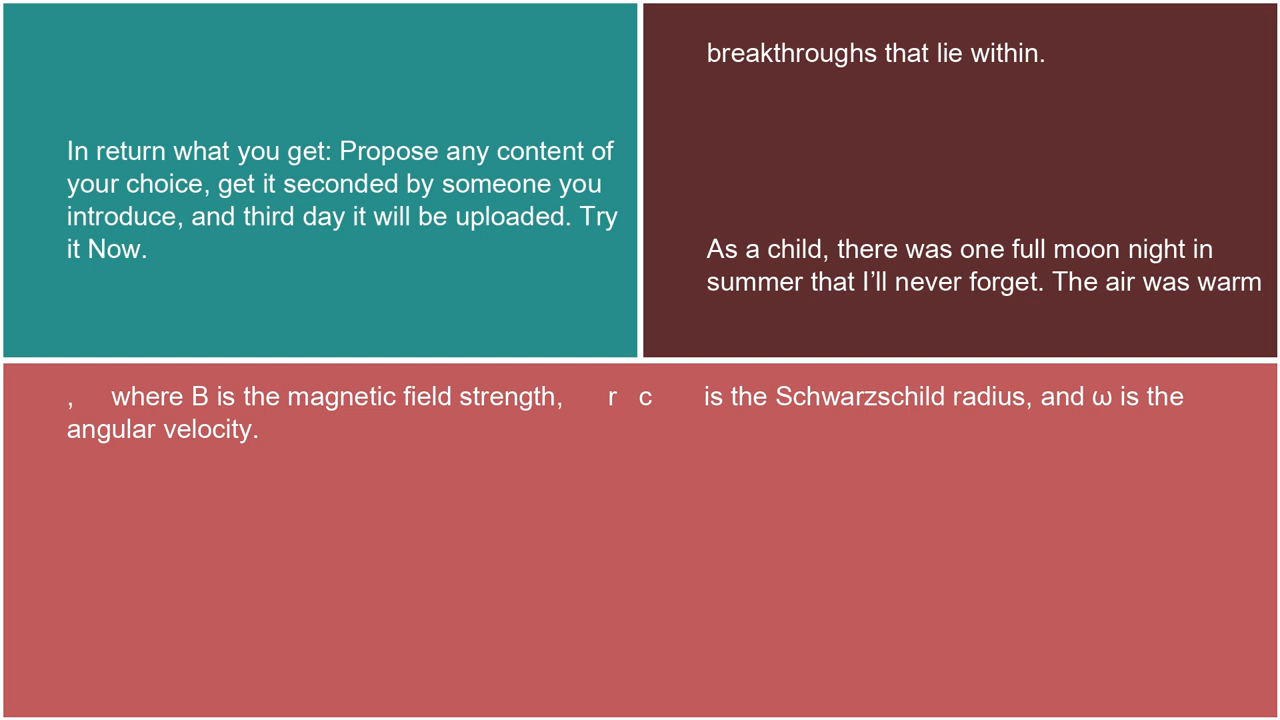 In return what you get: Propose any content of
your choice, get it seconded by someone you
introduce, and third day it will be uploaded. Try
it Now.
breakthroughs that lie within.
As a child, there was one full moon night in
summer that I’ll never forget. The air was warm
, where B is the magnetic field strength, r c is the Schwarzschild radius, and ω is the
angular velocity.